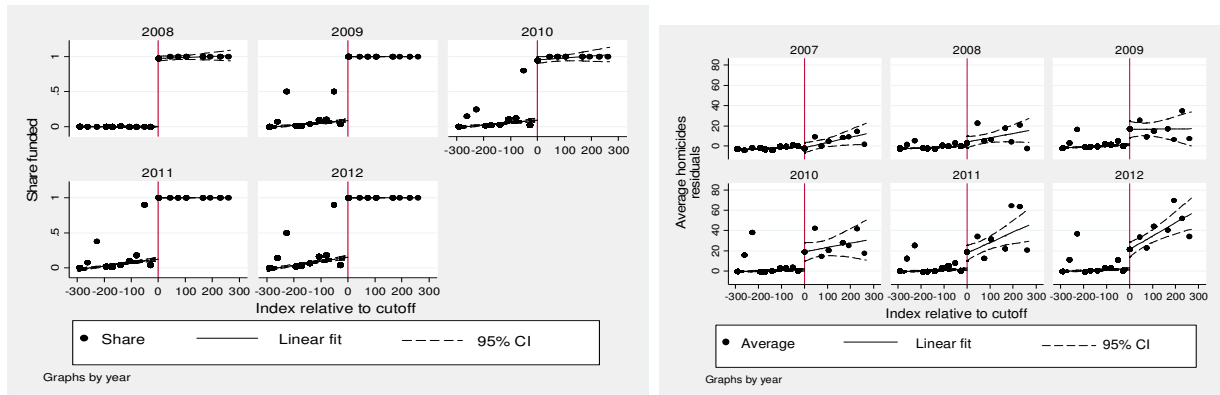 2008 2009 2010
1
.5
0
-300 -200 -100 0 100 200 300
2011 2012
1
.5
0
-300 -200 -100 0 100 200 300 -300 -200 -100 0 100 200 300
Share funded
Index relative to cutoff
Share Linear fit 95% CI
Graphs by year
2007 2008 2009
80
60
40
20
0
2010 2011 2012
80
60
40
20
0
-300 -200 -100 0 100 200 300 -300 -200 -100 0 100 200 300 -300 -200 -100 0 100 200 300
Average homicides
residuals
Index relative to cutoff
Average Linear fit 95% CI
Graphs by year